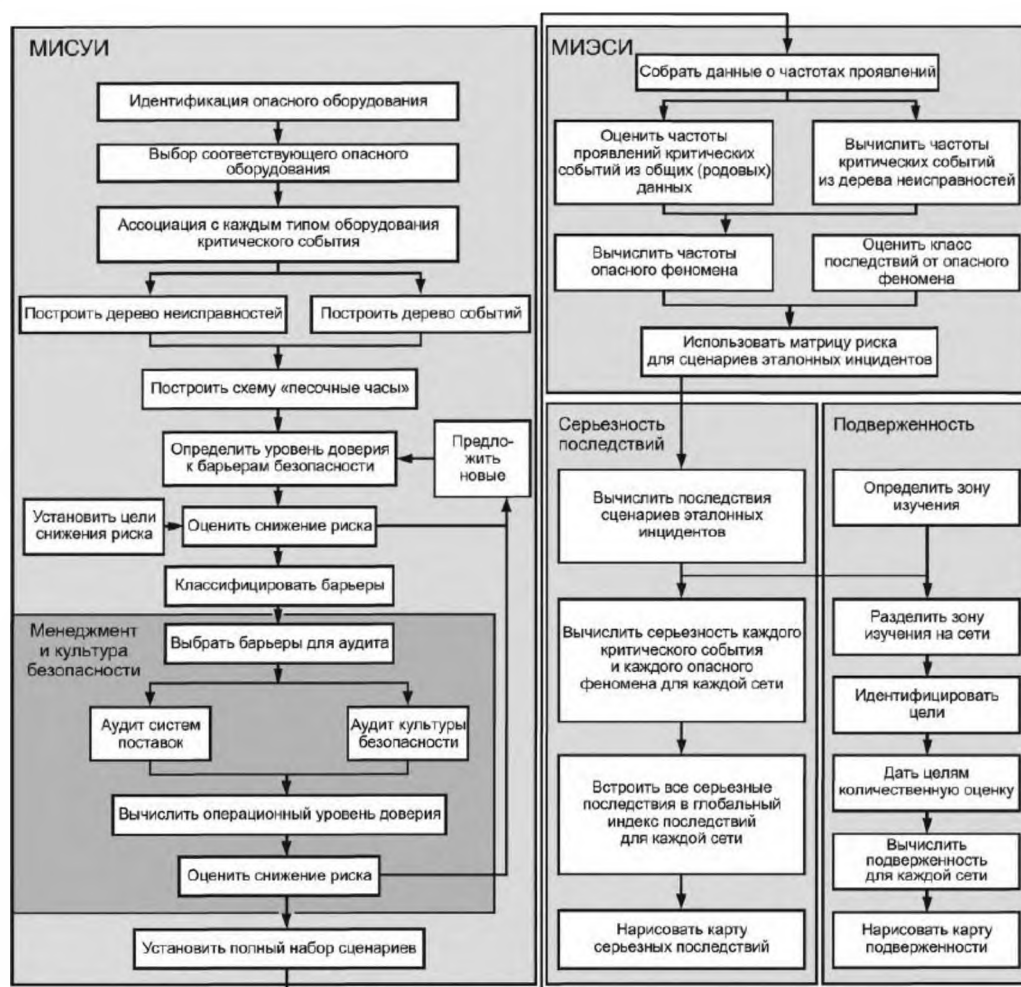 МИСУИ
Идентификация опасного оборудования
Выбор соответствующего опасного
оборудования
Ассоциация с каждым типом оборудования
критического события
Построить дерево неисправностей
Построить дерево событий
Построить схему «песочные часы»
Определить уровень доверия
к барьерам безопасности
Предло-
жить
новые
Установить цели
снижения риска
Оценить снижение риска
Классифицировать барьеры
Менеджмент
и культура
безопасности
Выбрать барьеры для аудита
Аудит систем
поставок
Аудит культуры
безопасности
Вычислить операционный уровень доверия
Оценить снижение риска
Установить полный набор сценариев
МИЭСИ
Собрать данные о частотах проявлений
Оценить частоты
проявлений критических
событий из общих (родовых)
данных
Вычислить частоты
критических событий
из дерева неисправностей
Вычислить частоты
опасного феномена
Оценить класс
последствий от опасного
феномена
Использовать матрицу риска
для сценариев эталонных инцидентов
Серьезность
последствий
Вычислить последствия
сценариев эталонных
инцидентов
Вычислить серьезность каждого
критического события
и каждого опасного
феномена для каждой сети
Встроить все серьезные
последствия в глобальный
индекс последствий
для каждой сети
Нарисовать карту
серьезных последствий
Подверженность
Определить зону
изучения
Разделить зону
изучения на сети
Идентифицировать
цели
Дать целям
количественную оценку
Вычислить
подверженность
для каждой сети
Нарисовать карту
подверженности